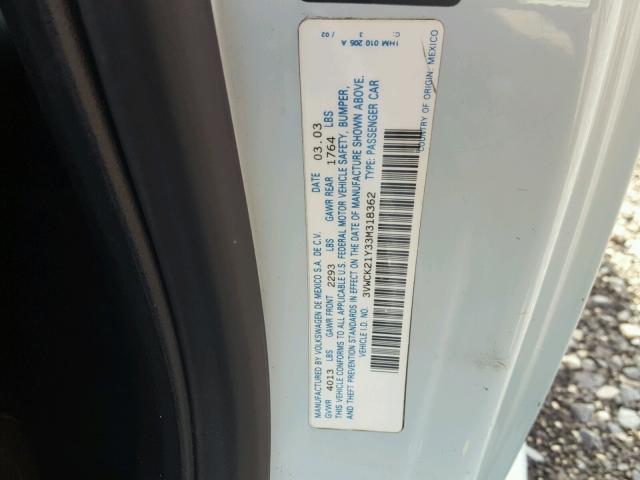 MANUFACTURED BY VOLKSWAGEN DE MEXICO S.A. DE C.V. DATE 03.03
GVWR 4013 LBS GAWR FRONT 2293 LBS GAWR REAR 1764 LBS
THIS VEHICLE CONFORMS TO ALL APPLICABLE U.S. FEDERAL MOTOR VEHICLE SAFETY, BUMPER,
AND THEFT PREVENTION STANDARDS IN EFFECT ON THE DATE OF MANUFACTURE SHOWN ABOVE.
VEHICLE I.D. NO. 3VWCK21Y33M318362 TYPE: PASSENGER CAR
COUNTRY OF ORIGIN: MEXICO
1HM 010 205 A
/02